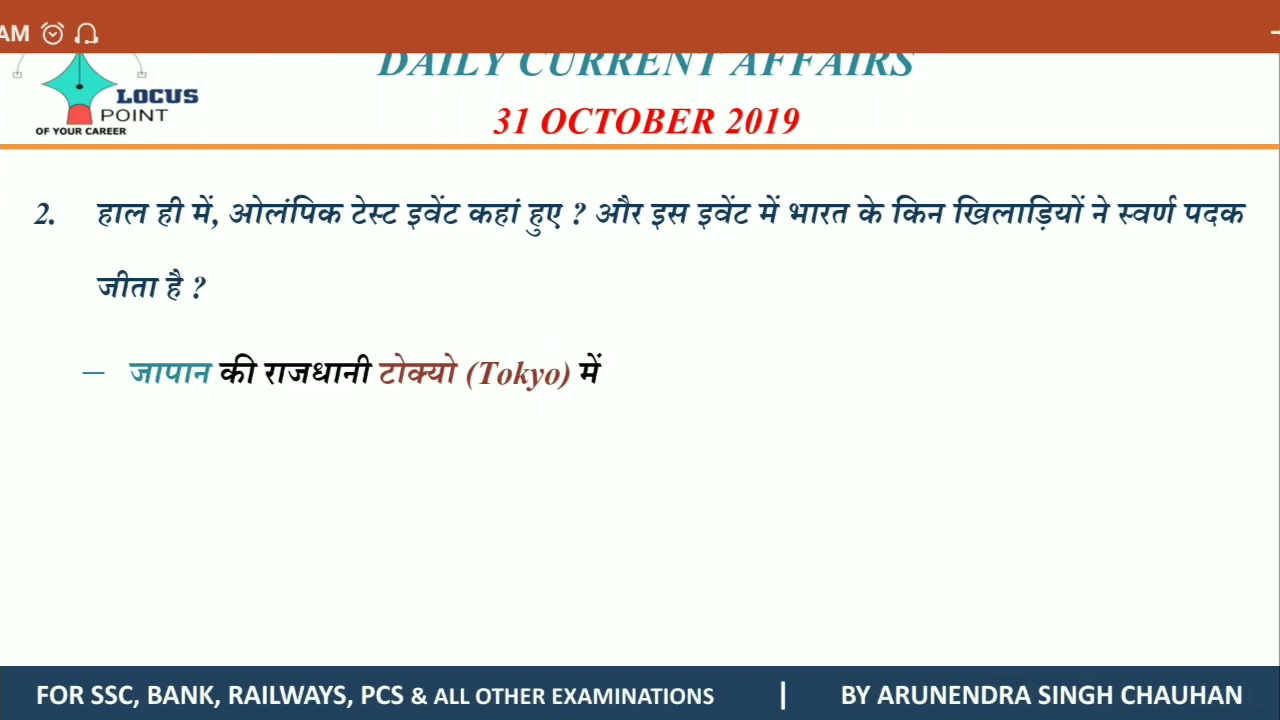 AM
DAILY CURRENT AFFAIRS
LOCUS
POINT
OF YOUR CAREER
31 OCTOBER 2019
2. हाल ही में, ओलंपिक टेस्ट इवेंट कहां हुए ? और इस इवेंट में भारत के किन खिलाड़ियों ने स्वर्ण पदक
जीता है ?
– जापान की राजधानी टोक्यो (Tokyo) में
FOR SSC, BANK, RAILWAYS, PCS & ALL OTHER EXAMINATIONS | BY ARUNENDRA SINGH CHAUHAN